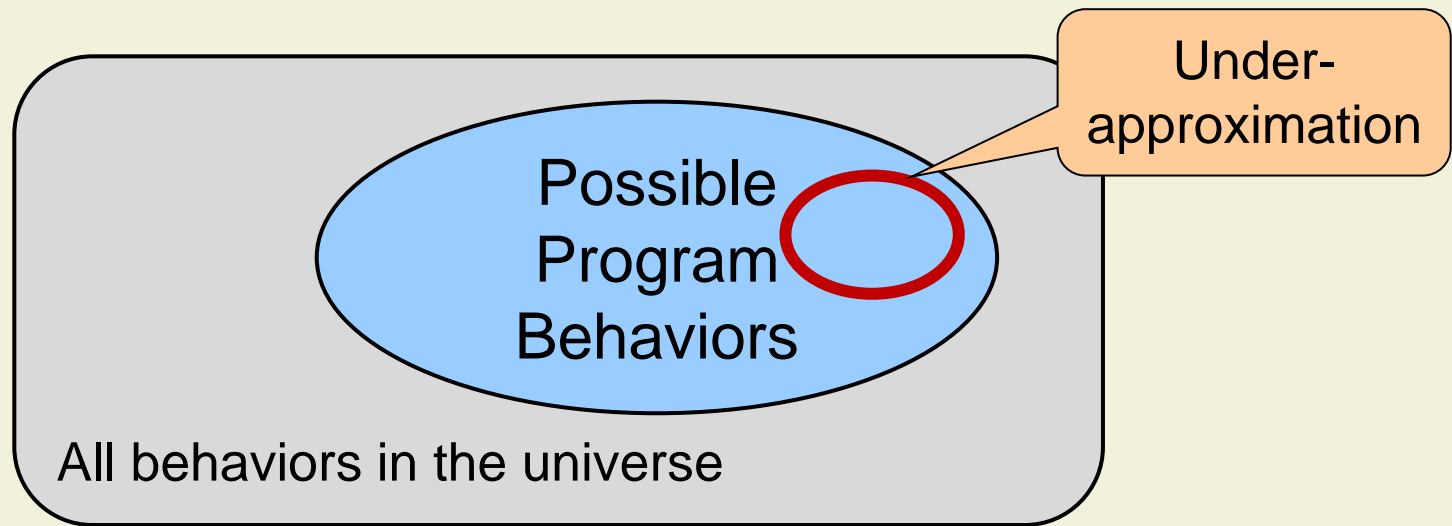 Under-
approximation
Possible
Program
Behaviors
All behaviors in the universe